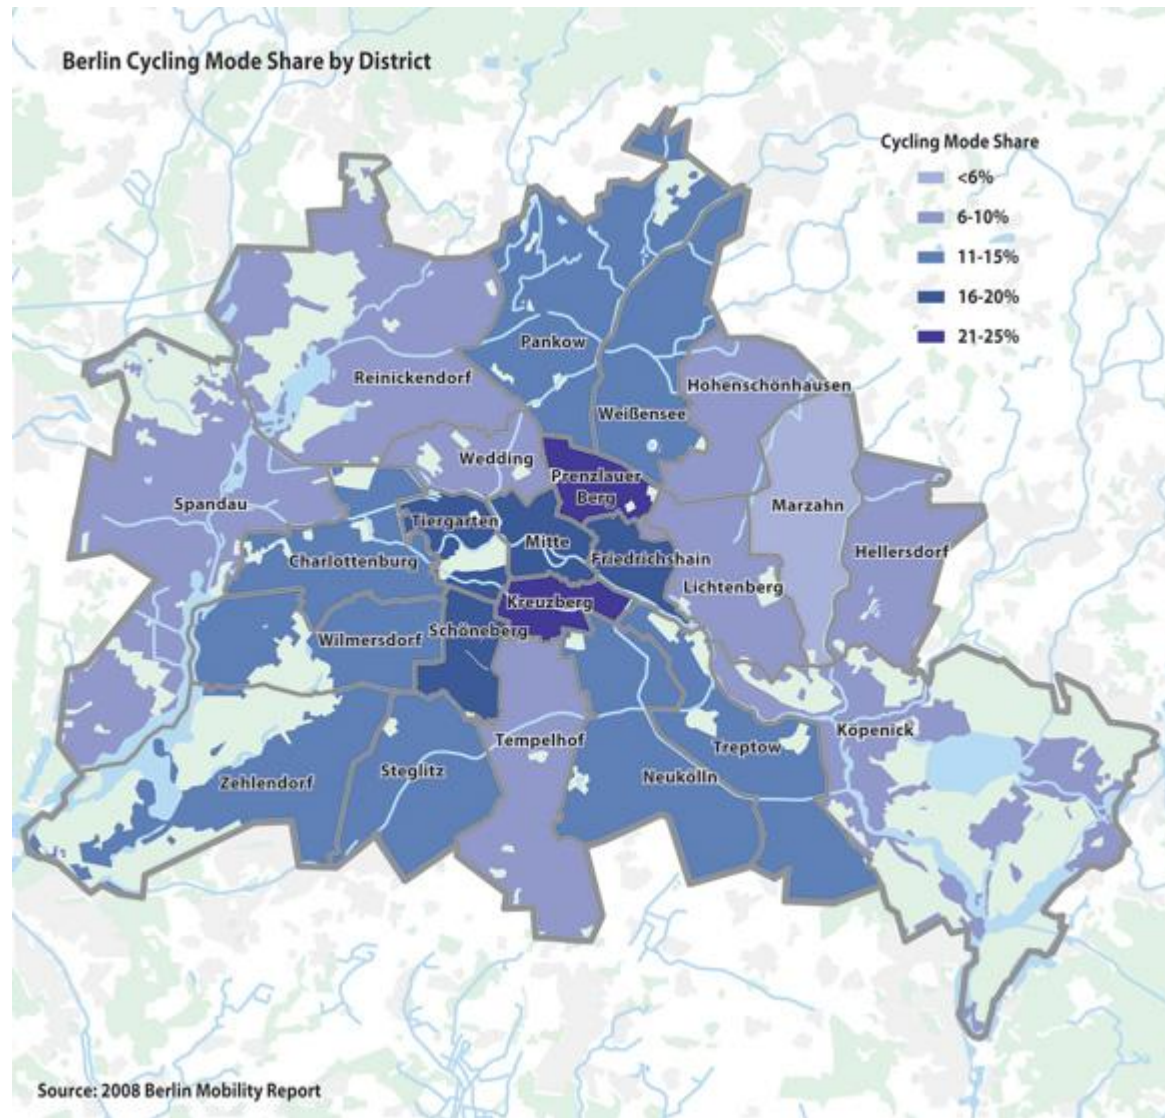 Berlin Cycling Mode Share by District
Cycling Mode Share
<6%
6-10%
11-15%
16-20%
21-25%
Pankow
Reinickendorf
Hohenschönhausen
Weißensee
Wedding
Prenzlauer
Berg
Spandau
Marzahn
Tiergarten
Mitte
Hellersdorf
Charlottenburg
Friedrichshain
Lichtenberg
Kreuzberg
Wilmersdorf
Schöneberg
Tempelhof
Köpenick
Treptow
Steglitz
Neukölln
Zehlendorf
Source: 2008 Berlin Mobility Report